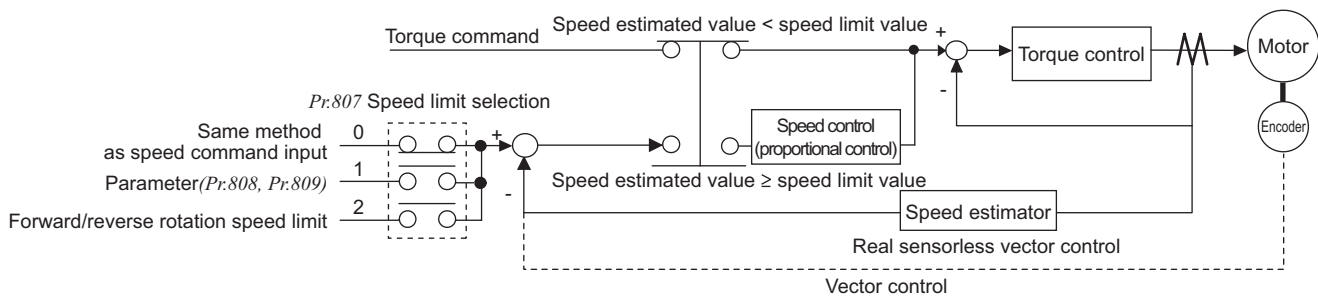 Speed estimated value < speed limit value
Torque command
+
-
Torque control
Motor
Encoder
Pr.807 Speed limit selection
Same method
as speed command input
0
Parameter(Pr.808, Pr.809)
1
Forward/reverse rotation speed limit
2
+
-
Speed control
(proportional control)
Speed estimated value ≥ speed limit value
Speed estimator
Real sensorless vector control
Vector control